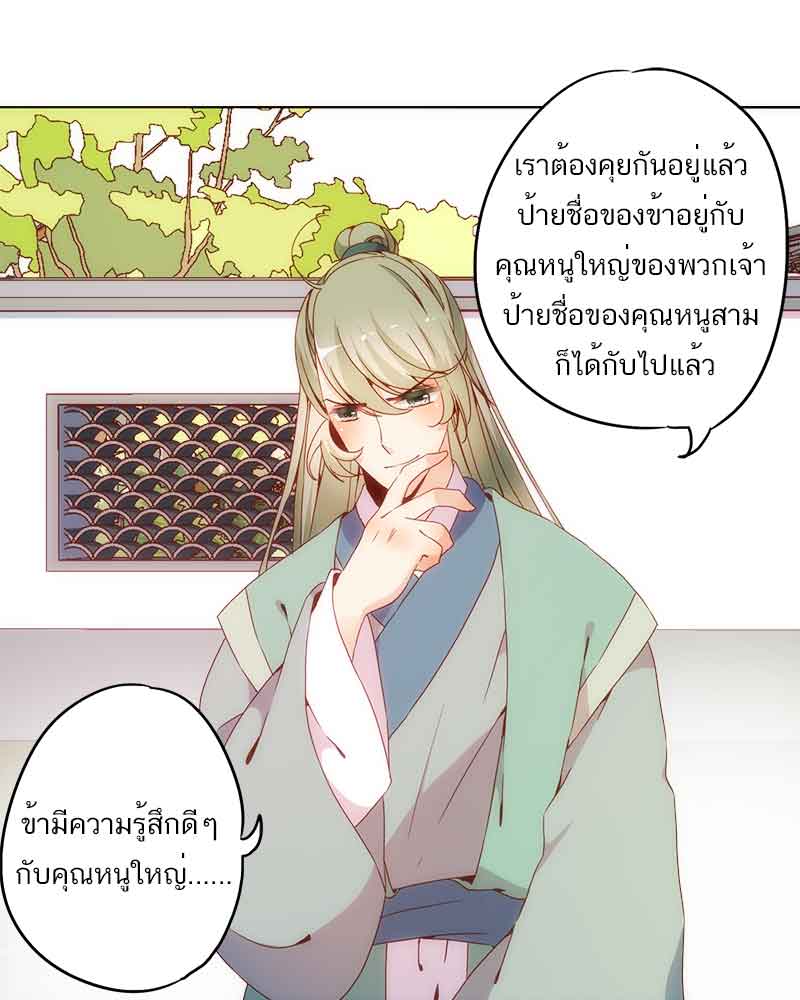 เราต้องคุยกันอยู่แล้ว
ป้ายชื่อของข้าอยู่กับ
คุณหนูใหญ่ของพวกเจ้า
ป้ายชื่อของคุณหนูสาม
ก็ได้กับไปแล้ว
ข้ามีความรู้สึกดีๆ
กับคุณหนูใหญ่......